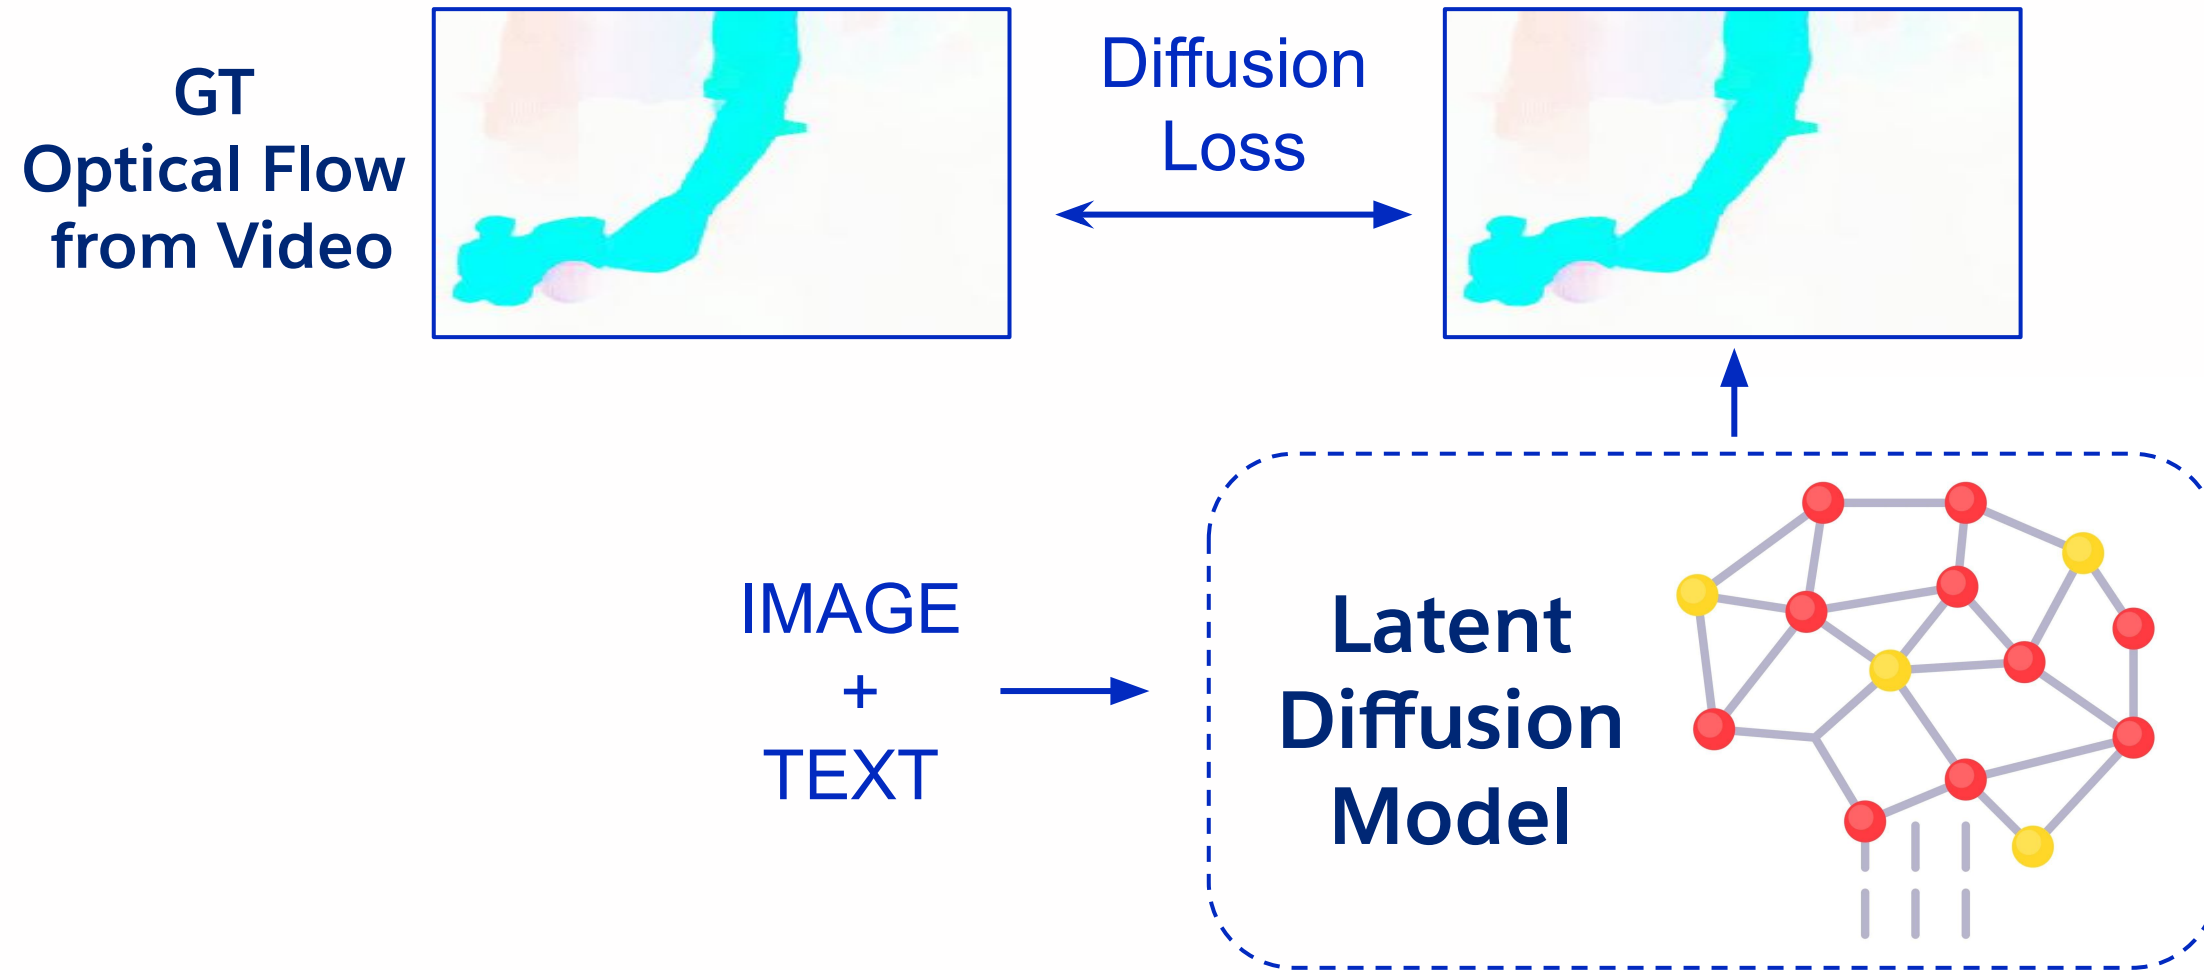 GT
Optical Flow
from Video
Diffusion
Loss
IMAGE
+
TEXT
Latent
Diffusion
Model